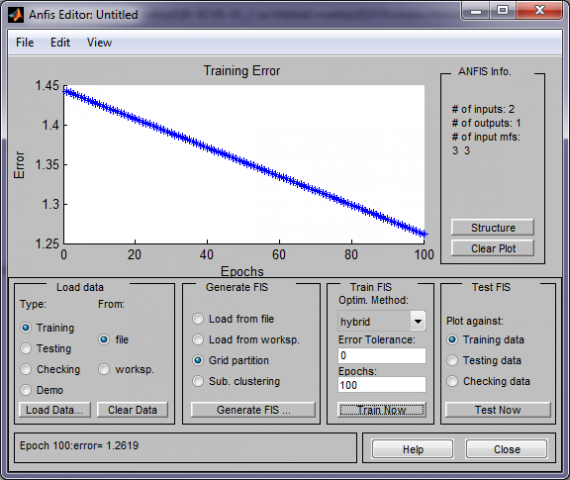 Anfis Editor: Untitled
File Edit View
Training Error
1.45
1.4
1.35
1.3
1.25
Error
0 20 40 60 80 100
Epochs
ANFIS Info.
# of inputs: 2
# of outputs: 1
# of input mfs:
3 3
Structure
Clear Plot
Load data
Type: From:
Training
Testing
Checking
Demo
file
worksp.
Load Data... Clear Data
Generate FIS
Load from file
Load from worksp.
Grid partition
Sub. clustering
Generate FIS ...
Train FIS
Optim. Method:
hybrid
Error Tolerance:
0
Epochs:
100
Train Now
Test FIS
Plot against:
Training data
Testing data
Checking data
Test Now
Epoch 100:error= 1.2619
Help Close